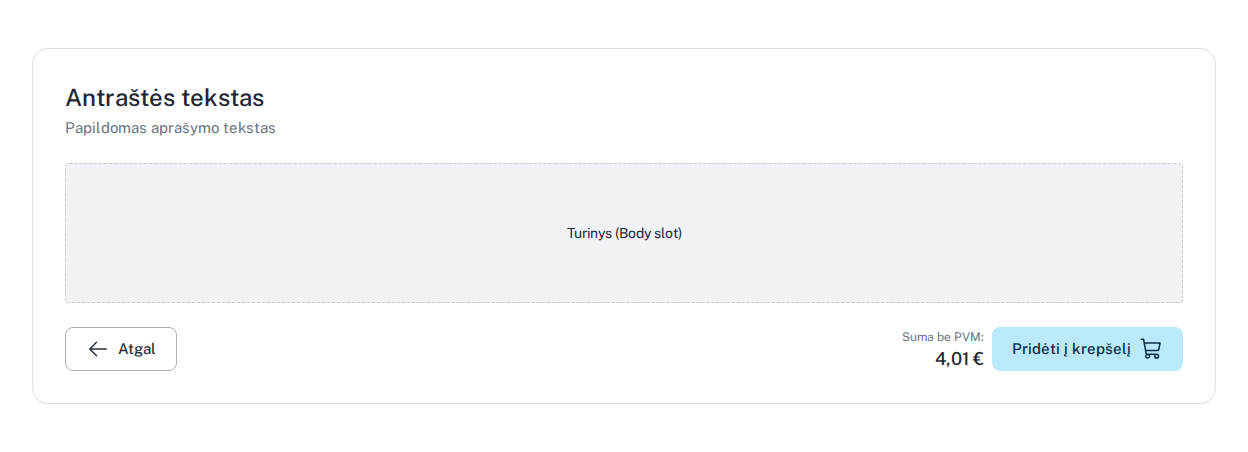 Antraštės tekstas
Papildomas aprašymo tekstas
Turinys (Body slot)
Atgal
Suma be PVM:
4,01 €
Pridėti į krepšelį